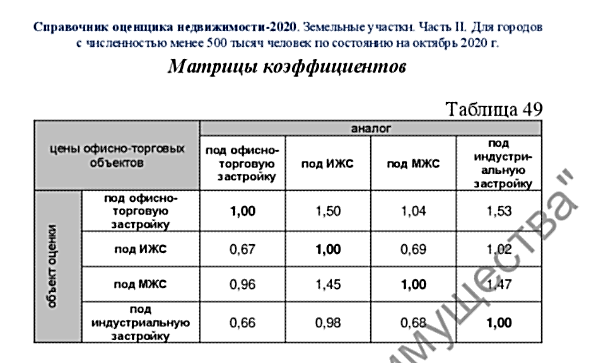 Справочник оценщика недвижимости-2020. Земельные участки. Часть II. Для городов
с численностью менее 500 тысяч человек по состоянию на октябрь 2020 г.
Матрицы коэффициентов
Таблица 49
цены офисно-торговых объектов
аналог
под офисно-торговую застройку
под ИЖС
под МЖС
под индустри-альную застройку
объект оценки
под офисно-торговую застройку 1,00 1,50 1,04 1,53
под ИЖС 0,67 1,00 0,69 1,02
под МЖС 0,96 1,45 1,00 1,47
под индустриальную застройку 0,66 0,98 0,68 1,00
имущества"